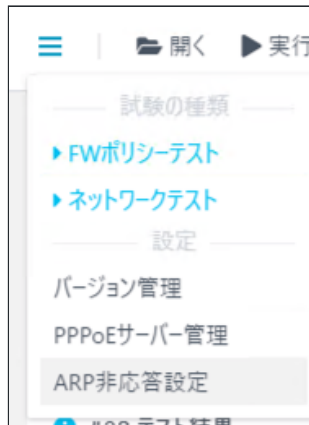 開く 実行
試験の種類
FWポリシーテスト
ネットワークテスト
設定
バージョン管理
PPPoEサーバー管理
ARP非応答設定